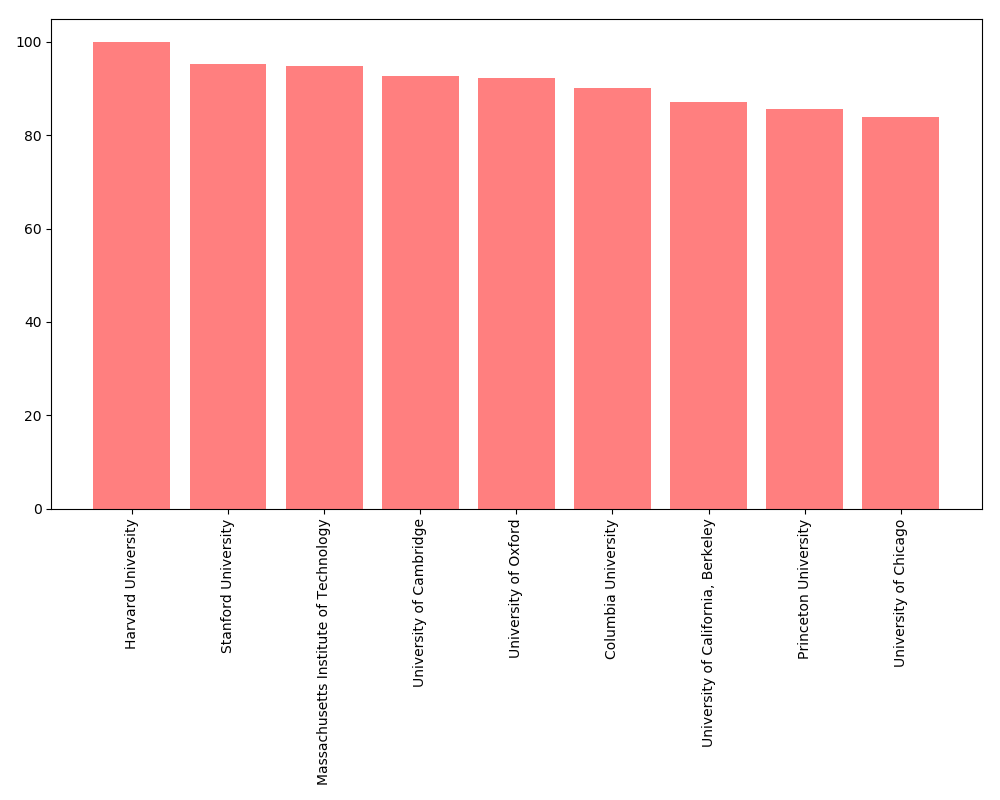 100
80
60
40
20
0
Harvard University
Stanford University
Massachusetts Institute of Technology
University of Cambridge
University of Oxford
Columbia University
University of California, Berkeley
Princeton University
University of Chicago